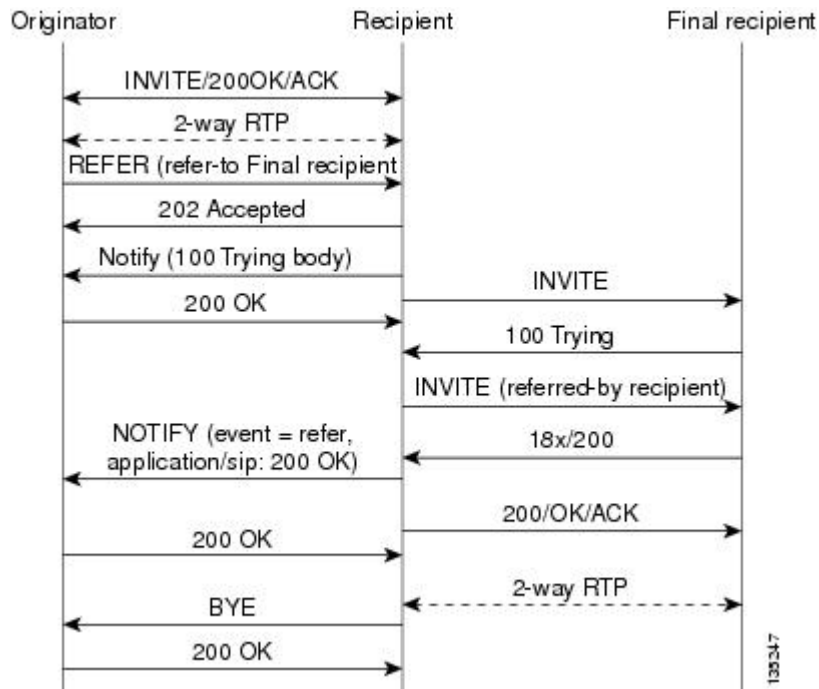 Originator
Recipient
Final recipient
INVITE/200OK/ACK
2-way RTP
REFER (refer-to Final recipient
202 Accepted
Notify (100 Trying body)
INVITE
200 OK
100 Trying
INVITE (referred-by recipient)
NOTIFY (event = refer,
application/sip: 200 OK)
18x/200
200/OK/ACK
200 OK
2-way RTP
BYE
200 OK
135247